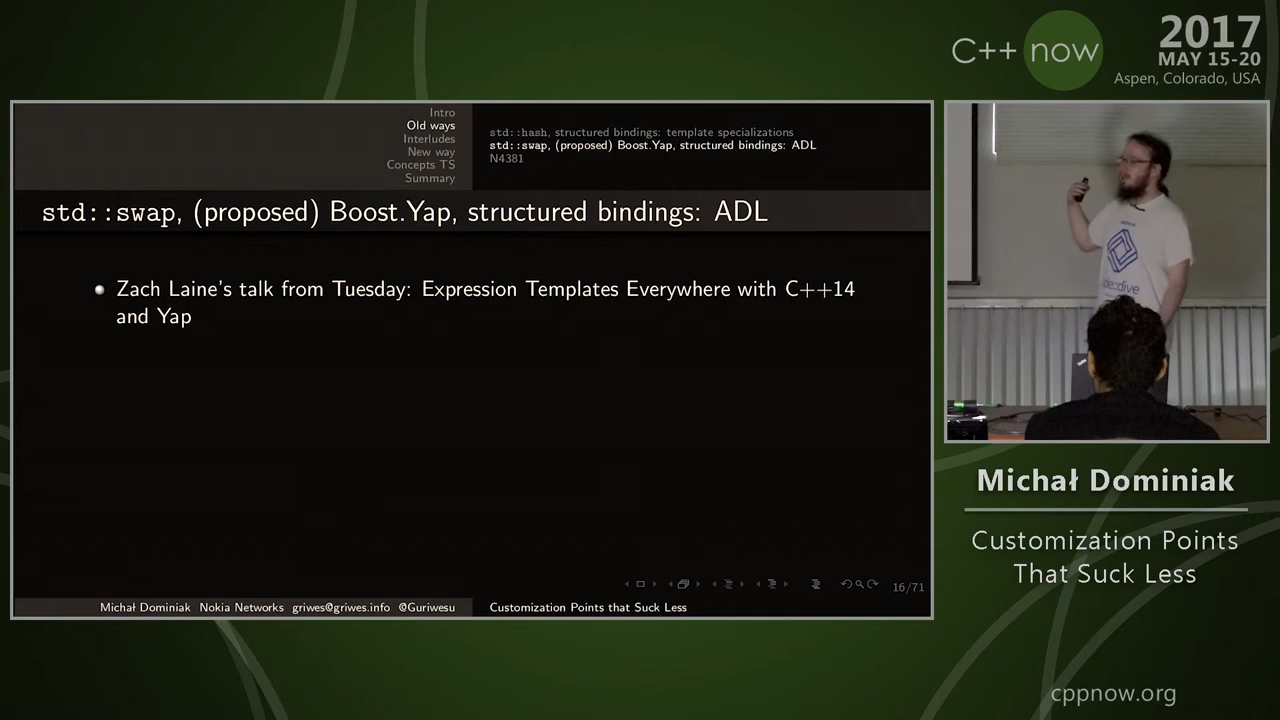 C++ now
2017
MAY 15-20
Aspen, Colorado, USA
Intro
Old ways
Interludes
New way
Concepts TS
Summary
std::hash, structured bindings: template specializations
std::swap, (proposed) Boost.Yap, structured bindings: ADL
N4381
std::swap, (proposed) Boost.Yap, structured bindings: ADL
Zach Laine's talk from Tuesday: Expression Templates Everywhere with C++14
and Yap
16/71
Michał Dominiak Nokia Networks griwes@griwes.info @Guriwesu
Customization Points that Suck Less
Michał Dominiak
Customization Points
That Suck Less
cppnow.org